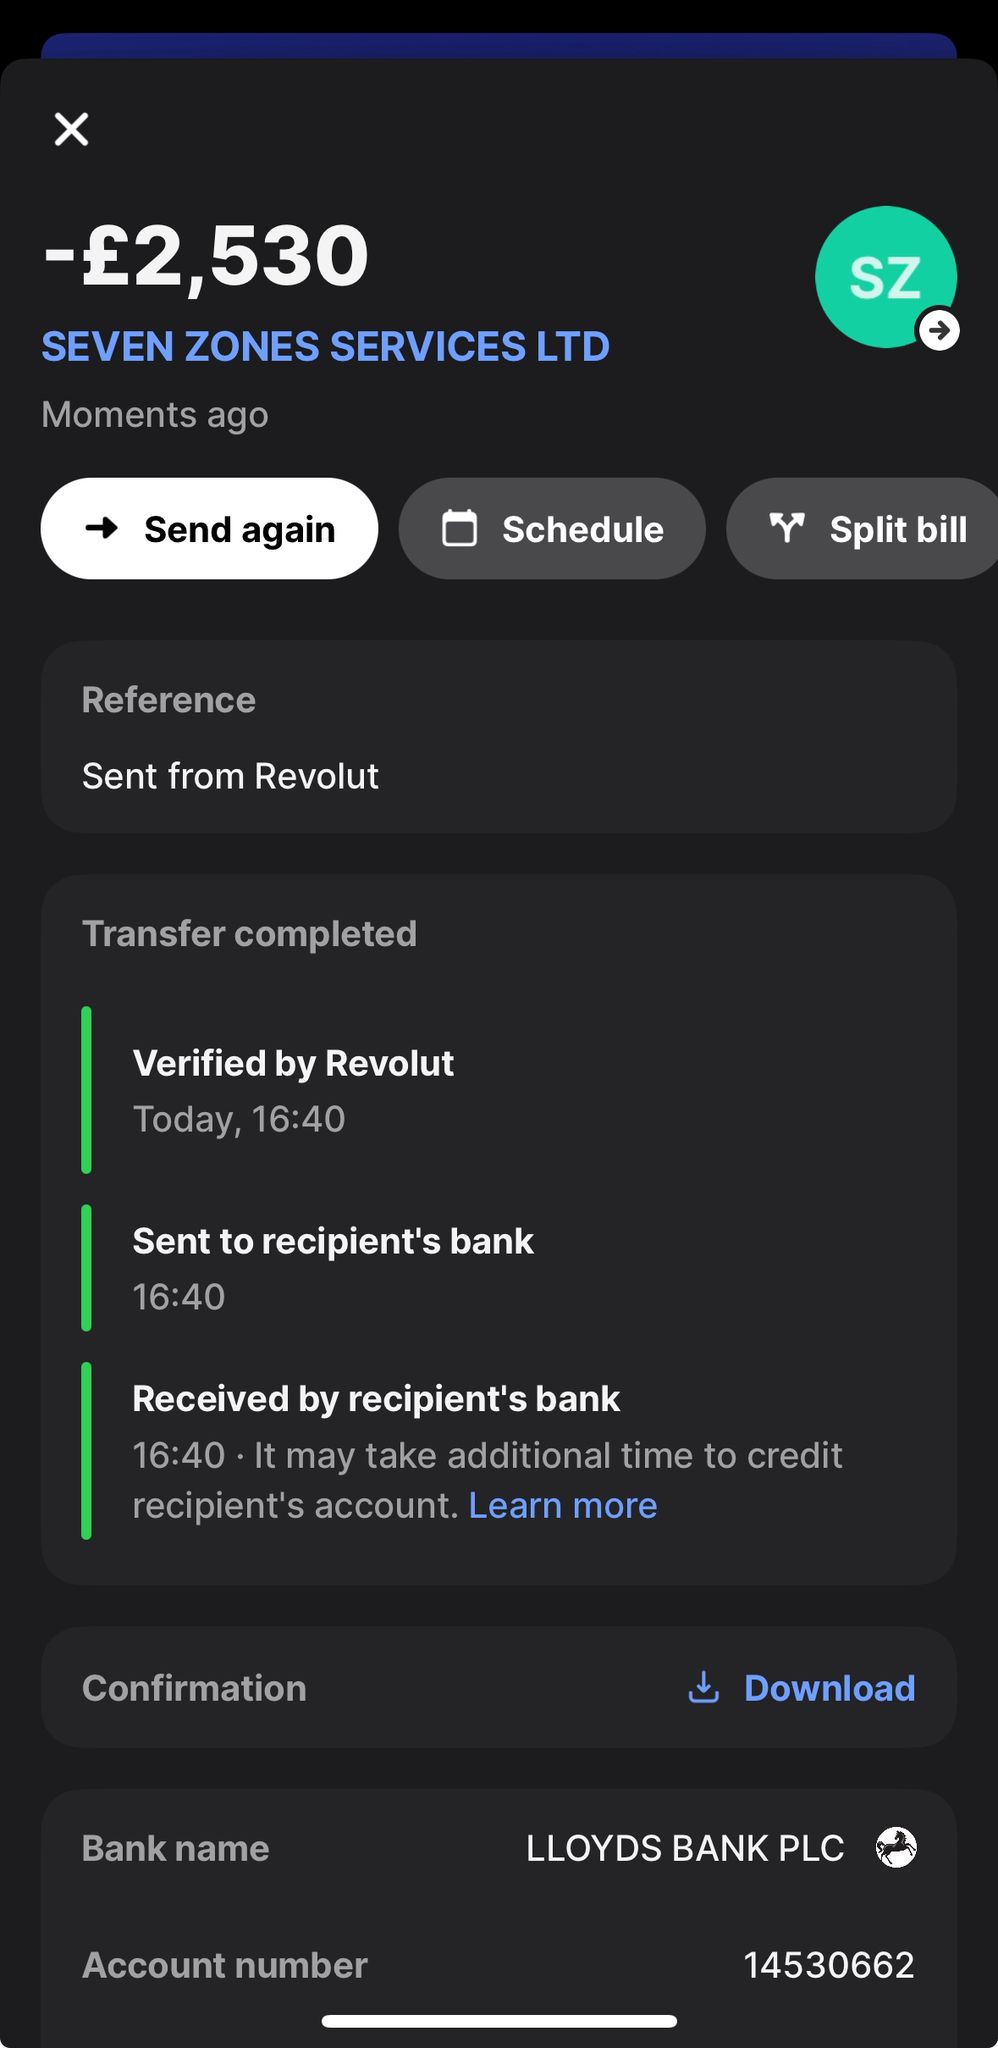 -£2,530
SZ
SEVEN ZONES SERVICES LTD
Moments ago
Send again
Schedule
Split bill
Reference
Sent from Revolut
Transfer completed
Verified by Revolut
Today, 16:40
Sent to recipient's bank
16:40
Received by recipient's bank
16:40 · It may take additional time to credit
recipient's account. Learn more
Confirmation
Download
Bank name
LLOYDS BANK PLC
Account number
14530662